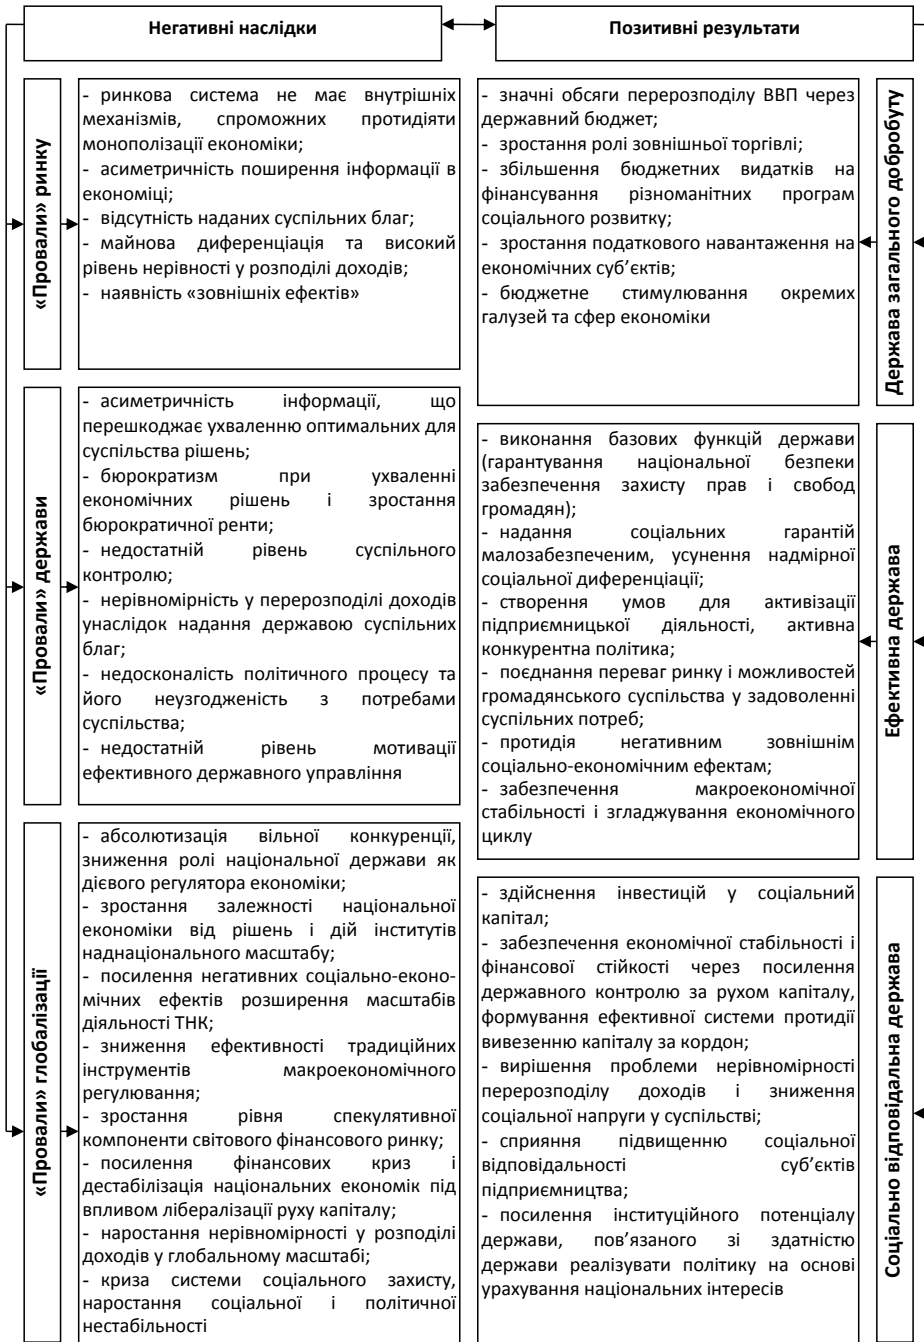 Негативні наслідки
Позитивні результати
«Провали» ринку
- ринкова система не має внутрішніх
механізмів, спроможних протидіяти
монополізації економіки;
- асиметричність поширення інформації в
економіці;
- відсутність наданих суспільних благ;
- майнова диференціація та високий
рівень нерівності у розподілі доходів;
- наявність «зовнішніх ефектів»
- значні обсяги перерозподілу ВВП через
державний бюджет;
- зростання ролі зовнішньої торгівлі;
- збільшення бюджетних видатків на
фінансування різноманітних програм
соціального розвитку;
- зростання податкового навантаження на
економічних суб’єктів;
- бюджетне стимулювання окремих
галузей та сфер економіки
Держава загального добробуту
«Провали» держави
- асиметричність інформації, що
перешкоджає ухваленню оптимальних для
суспільства рішень;
- бюрократизм при ухваленні
економічних рішень і зростання
бюрократичної ренти;
- недостатній рівень суспільного
контролю;
- нерівномірність у перерозподілі доходів
унаслідок надання державою суспільних
благ;
- недосконалість політичного процесу та
його неузгодженість з потребами
суспільства;
- недостатній рівень мотивації
ефективного державного управління
- виконання базових функцій держави
(гарантування національної безпеки
забезпечення захисту прав і свобод
громадян);
- надання соціальних гарантій
малозабезпеченим, усунення надмірної
соціальної диференціації;
- створення умов для активізації
підприємницької діяльності, активна
конкурентна політика;
- поєднання переваг ринку і можливостей
громадянського суспільства у задоволенні
суспільних потреб;
- протидія негативним зовнішнім
соціально-економічним ефектам;
- забезпечення макроекономічної
стабільності і згладжування економічного
циклу
Ефективна держава
«Провали» глобалізації
- абсолютизація вільної конкуренції,
зниження ролі національної держави як
дієвого регулятора економіки;
- зростання залежності національної
економіки від рішень і дій інститутів
наднаціонального масштабу;
- посилення негативних соціально-еконо-
мічних ефектів розширення масштабів
діяльності ТНК;
- зниження ефективності традиційних
інструментів макроекономічного
регулювання;
- зростання рівня спекулятивної
компоненти світового фінансового ринку;
- посилення фінансових криз і
дестабілізація національних економік під
впливом лібералізації руху капіталу;
- наростання нерівномірності у розподілі
доходів у глобальному масштабі;
- криза системи соціального захисту,
наростання соціальної і політичної
нестабільності
- здійснення інвестицій у соціальний
капітал;
- забезпечення економічної стабільності і
фінансової стійкості через посилення
державного контролю за рухом капіталу,
формування ефективної системи протидії
вивезенню капіталу за кордон;
- вирішення проблеми нерівномірності
перерозподілу доходів і зниження
соціальної напруги у суспільстві;
- сприяння підвищенню соціальної
відповідальності суб’єктів
підприємництва;
- посилення інституційного потенціалу
держави, пов’язаного зі здатністю
держави реалізувати політику на основі
урахування національних інтересів
Соціально відповідальна держава